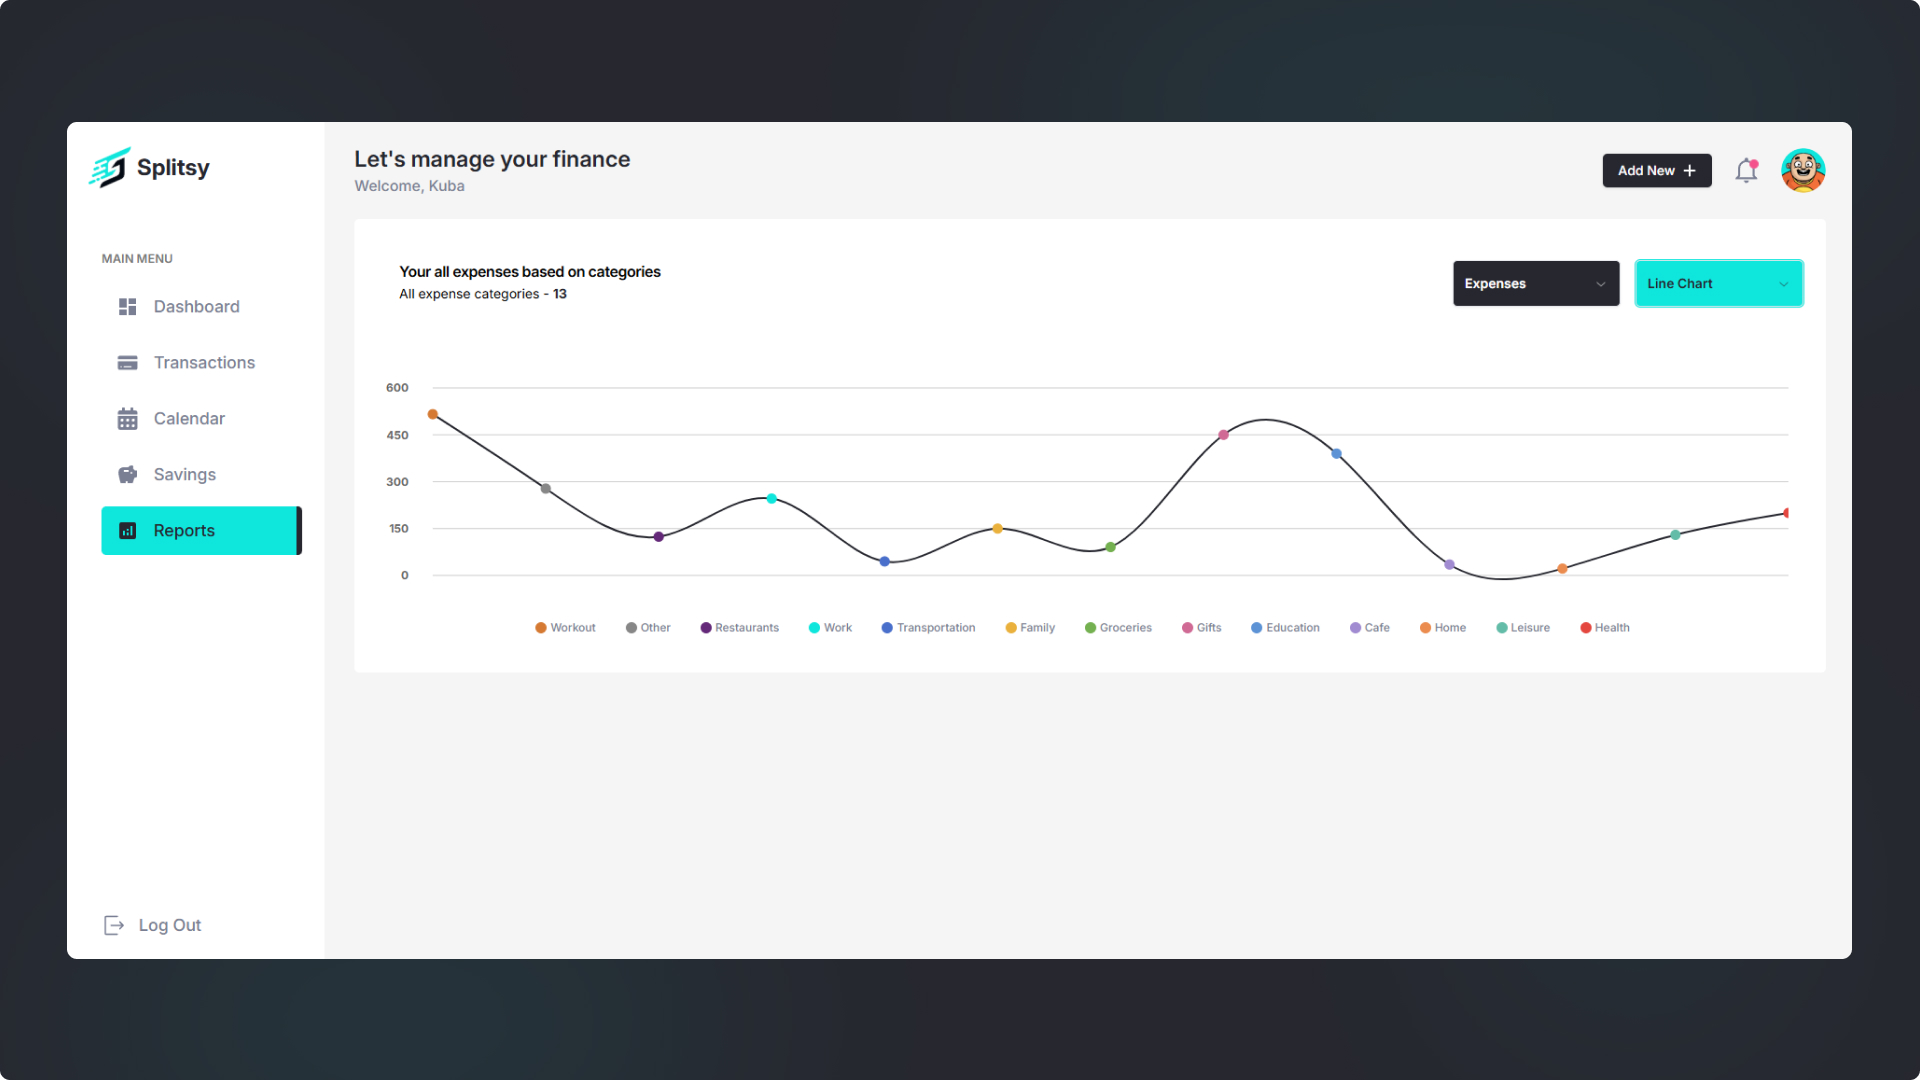 Splitsy
MAIN MENU
Dashboard
Transactions
Calendar
Savings
Reports
Log Out
Let's manage your finance
Welcome, Kuba
Add New
Your all expenses based on categories
All expense categories - 13
Expenses
Line Chart
600
450
300
150
0
Workout Other Restaurants Work Transportation Family Groceries Gifts Education Cafe Home Leisure Health